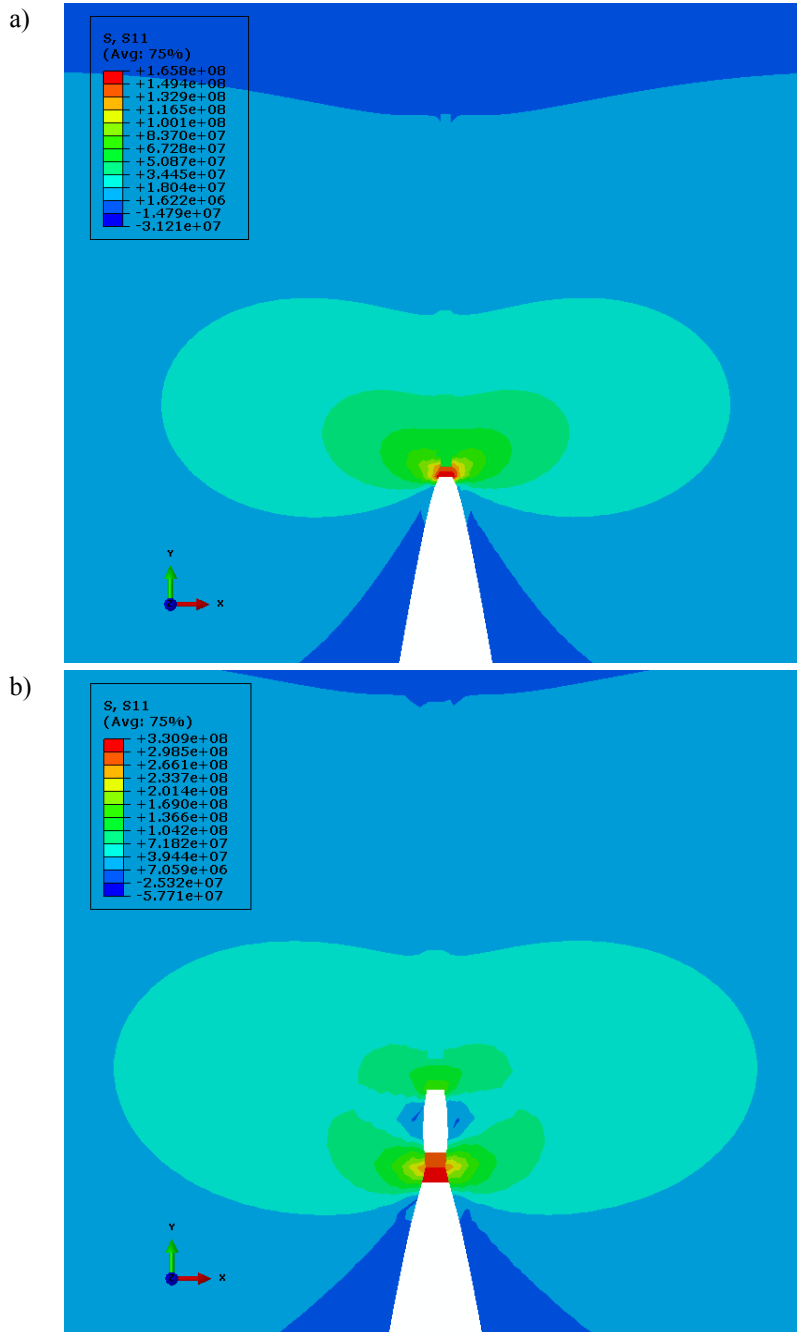 a)
S, S11
(Avg: 75%)
+1.658e+08
+1.494e+08
+1.329e+08
+1.165e+08
+1.001e+08
+8.370e+07
+6.728e+07
+5.087e+07
+3.445e+07
+1.804e+07
+1.622e+06
-1.479e+07
-3.121e+07
Y
X
b)
S, S11
(Avg: 75%)
+3.309e+08
+2.985e+08
+2.661e+08
+2.337e+08
+2.014e+08
+1.690e+08
+1.366e+08
+1.042e+08
+7.182e+07
+3.944e+07
+7.059e+06
-2.532e+07
-5.771e+07
Y
X